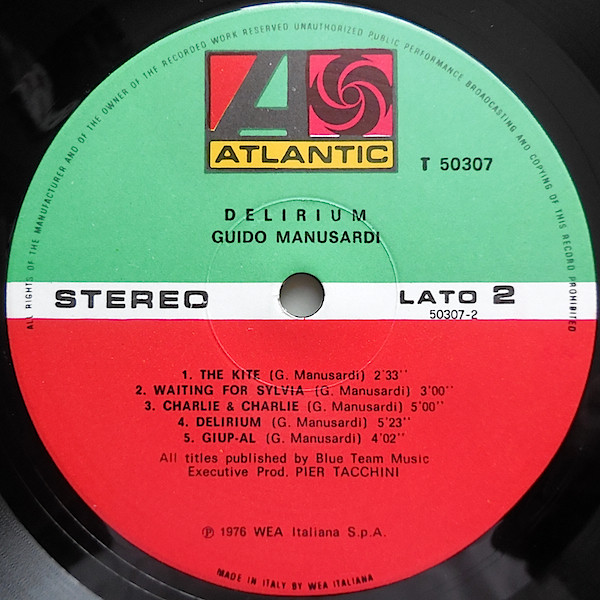 ALL RIGHTS OF THE MANUFACTURER AND OF THE OWNER OF THE RECORDED WORK RESERVED UNAUTHORIZED PUBLIC PERFORMANCE BROADCASTING AND COPYING OF THIS RECORD PROHIBITED
A
ATLANTIC
T 50307
DELIRIUM
GUIDO MANUSARDI
STEREO
LATO 2
50307-2
1. THE KITE (G. Manusardi) 2'33''
2. WAITING FOR SYLVIA (G. Manusardi) 3'00''
3. CHARLIE & CHARLIE (G. Manusardi) 5'00''
4. DELIRIUM (G. Manusardi) 5'23''
5. GIUP-AL (G. Manusardi) 4'02''
All titles published by Blue Team Music
Executive Prod. PIER TACCHINI
℗ 1976 WEA Italiana S.p.A.
MADE IN ITALY BY WEA ITALIANA